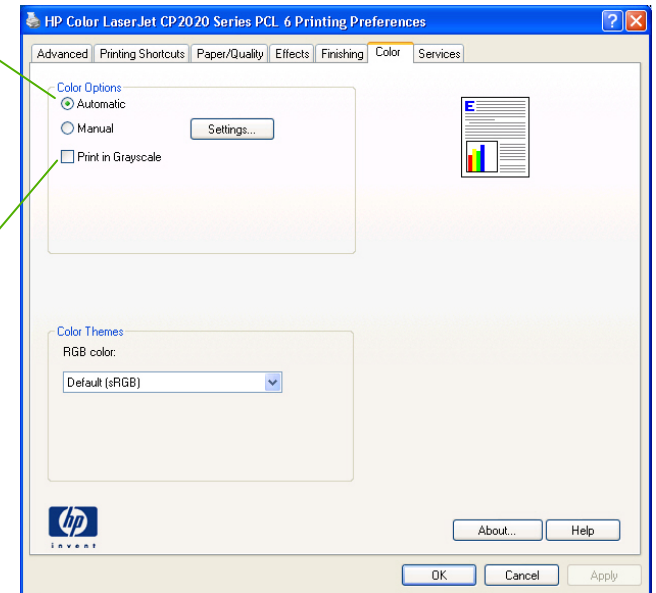 HP Color LaserJet CP2020 Series PCL 6 Printing Preferences
Advanced Printing Shortcuts Paper/Quality Effects Finishing Color Services
Color Options
Automatic
Manual Settings...
Print in Grayscale
E
Color Themes
RGB color:
Default (sRGB)
hp
invent
About... Help
OK Cancel Apply